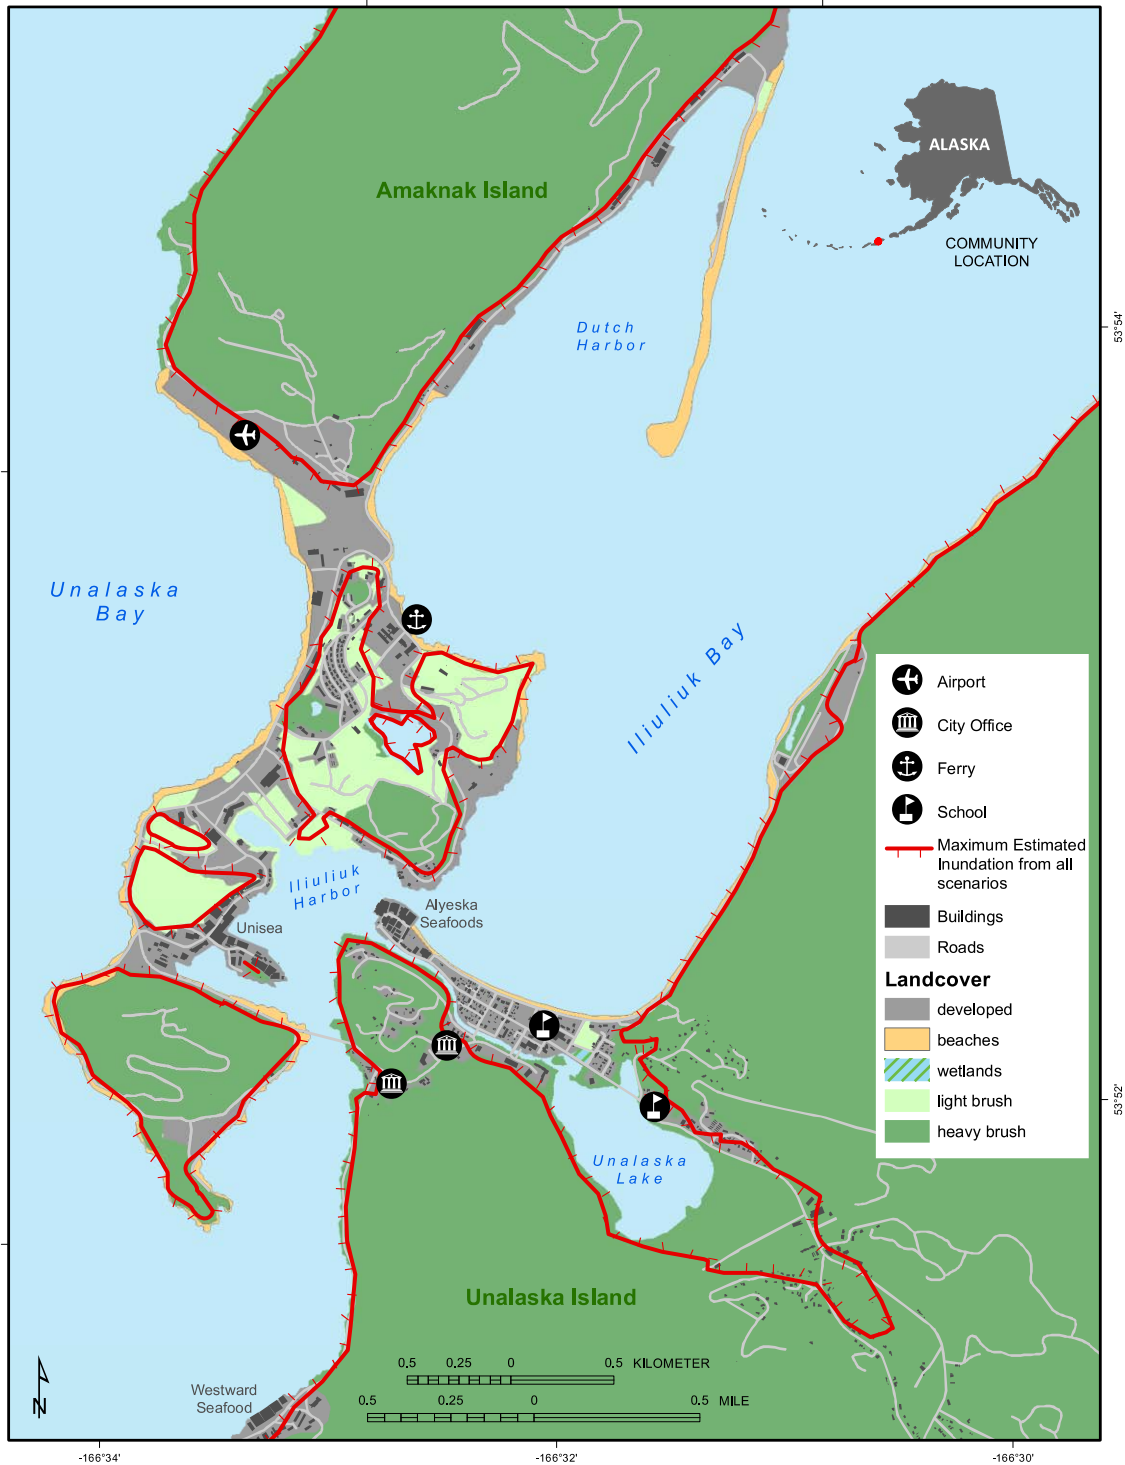 Amaknak Island
ALASKA
COMMUNITY
LOCATION
Dutch
Harbor
53°54'
Unalaska
Bay
Iliuliuk Bay
Airport
City Office
Ferry
School
Maximum Estimated
Inundation from all
scenarios
Buildings
Roads
Landcover
developed
beaches
wetlands
light brush
heavy brush
Iliuliuk
Harbor
Alyeska
Seafoods
Unisea
53°52'
Unalaska
Lake
Unalaska Island
0.5 0.25 0 0.5 KILOMETER
0.5 0.25 0 0.5 MILE
Westward
Seafood
N
-166°34' -166°32' -166°30'